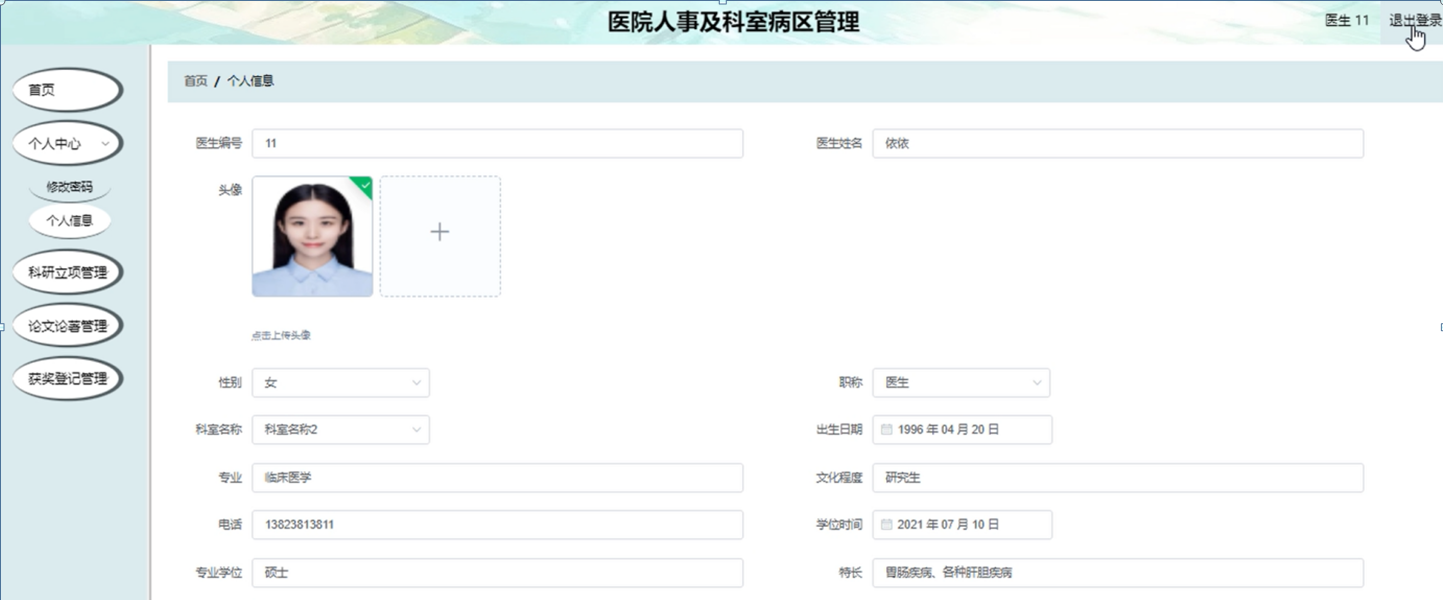 医院人事及科室病区管理
医生 11 退出登录
首页
个人中心
修改密码
个人信息
科研立项管理
论文论著管理
获奖登记管理
首页 / 个人信息
医生编号 11 医生姓名 依依
头像
点击上传头像
性别 女 职称 医生
科室名称 科室名称2 出生日期 1996 年 04 月 20 日
专业 临床医学 文化程度 研究生
电话 13823813811 学位时间 2021 年 07 月 10 日
专业学位 硕士 特长 胃肠疾病、各种肝胆疾病